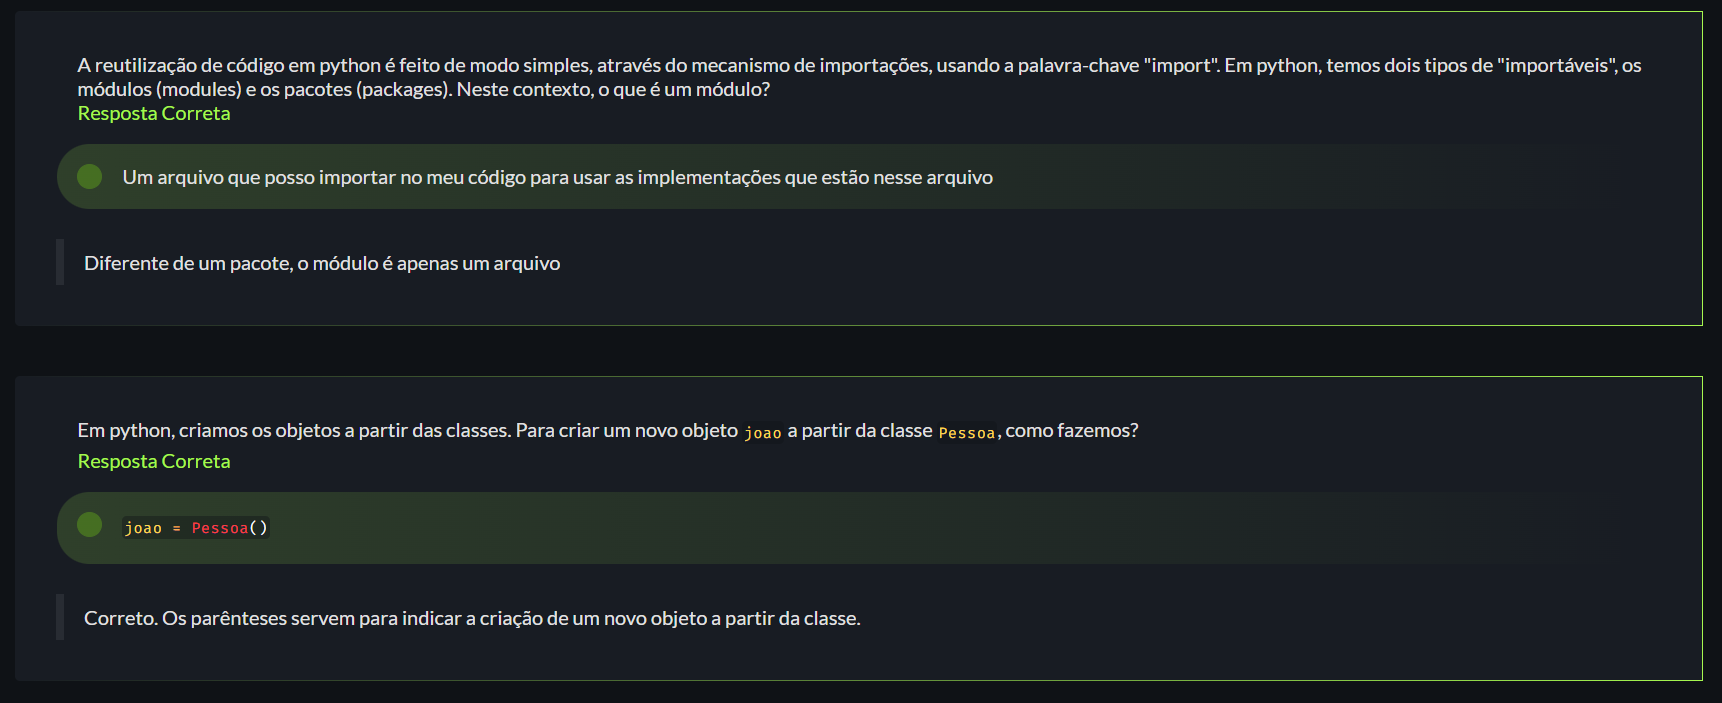 A reutilização de código em python é feito de modo simples, através do mecanismo de importações, usando a palavra-chave "import". Em python, temos dois tipos de "importáveis", os
módulos (modules) e os pacotes (packages). Neste contexto, o que é um módulo?
Resposta Correta
Um arquivo que posso importar no meu código para usar as implementações que estão nesse arquivo
Diferente de um pacote, o módulo é apenas um arquivo
Em python, criamos os objetos a partir das classes. Para criar um novo objeto joao a partir da classe Pessoa, como fazemos?
Resposta Correta
joao = Pessoa()
Correto. Os parênteses servem para indicar a criação de um novo objeto a partir da classe.